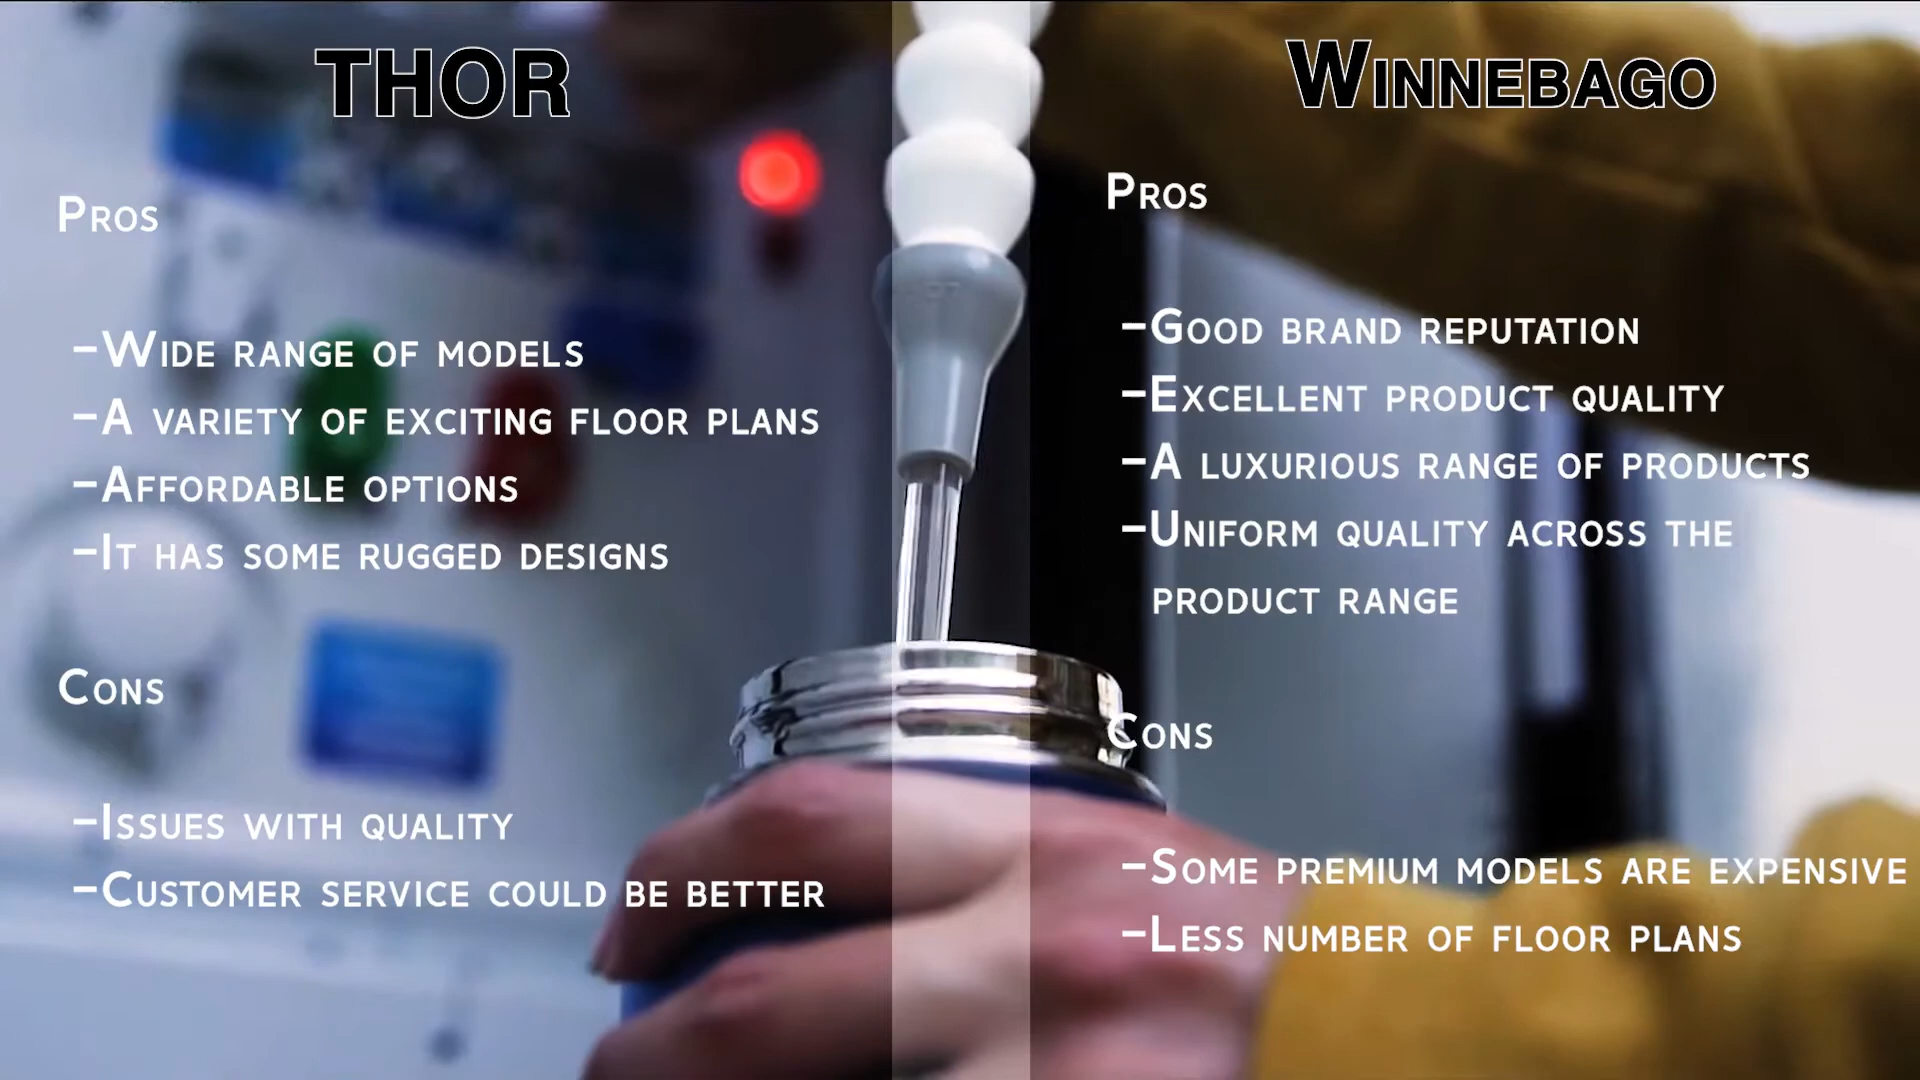 THOR
Pros
-Wide range of models
-A variety of exciting floor plans
-Affordable options
-It has some rugged designs
Cons
-Issues with quality
-Customer service could be better
Winnebago
Pros
-Good brand reputation
-Excellent product quality
-A luxurious range of products
-Uniform quality across the
product range
Cons
-Some premium models are expensive
-Less number of floor plans